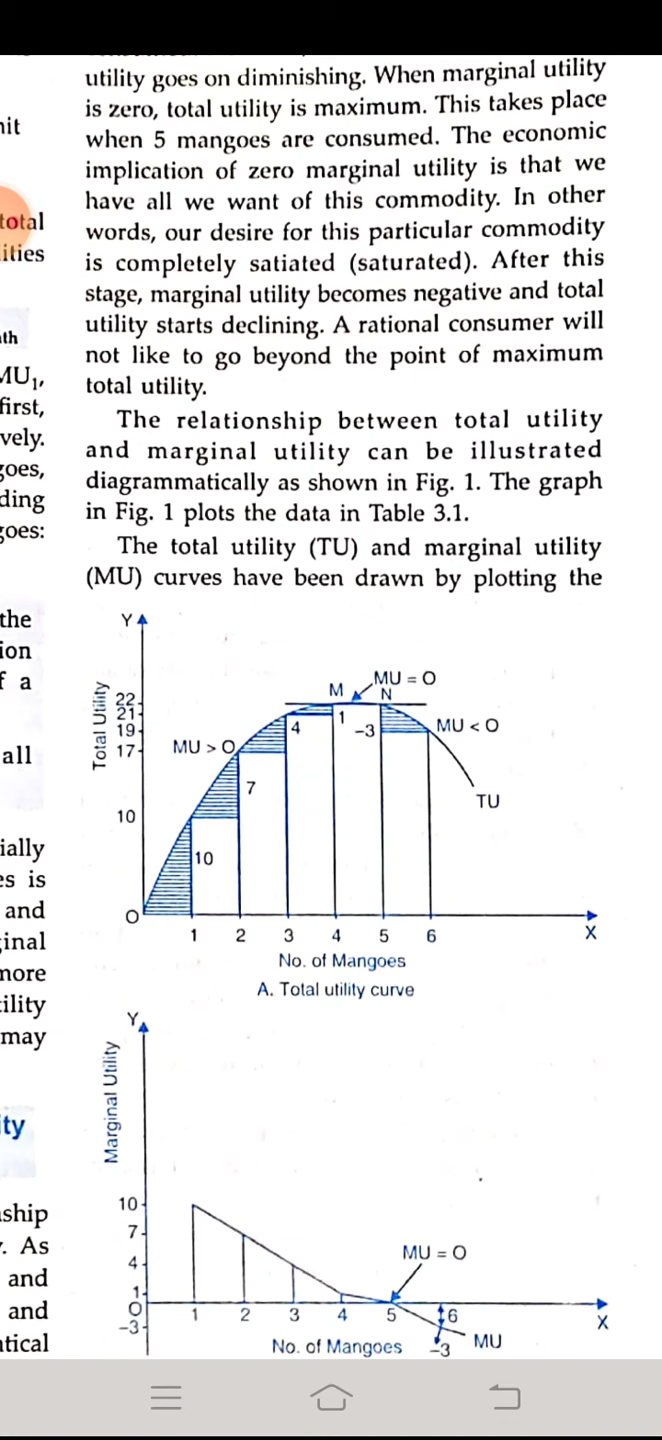 utility goes on diminishing. When marginal utility
is zero, total utility is maximum. This takes place
when 5 mangoes are consumed. The economic
implication of zero marginal utility is that we
have all we want of this commodity. In other
words, our desire for this particular commodity
is completely satiated (saturated). After this
stage, marginal utility becomes negative and total
utility starts declining. A rational consumer will
not like to go beyond the point of maximum
total utility.
The relationship between total utility
and marginal utility can be illustrated
diagrammatically as shown in Fig. 1. The graph
in Fig. 1 plots the data in Table 3.1.
The total utility (TU) and marginal utility
(MU) curves have been drawn by plotting the
total
MU₁,
first,
the
f a
all
is
and
more
may
and
and
Y
Total Utility
22
21
19
17
10
O
MU > O
M
MU = O
N
MU < O
TU
10
7
4
1
-3
1 2 3 4 5 6
X
No. of Mangoes
A. Total utility curve
Y
Marginal Utility
10
7
4
1
O
-3
MU = O
1 2 3 4 5 6
X
No. of Mangoes
-3
MU